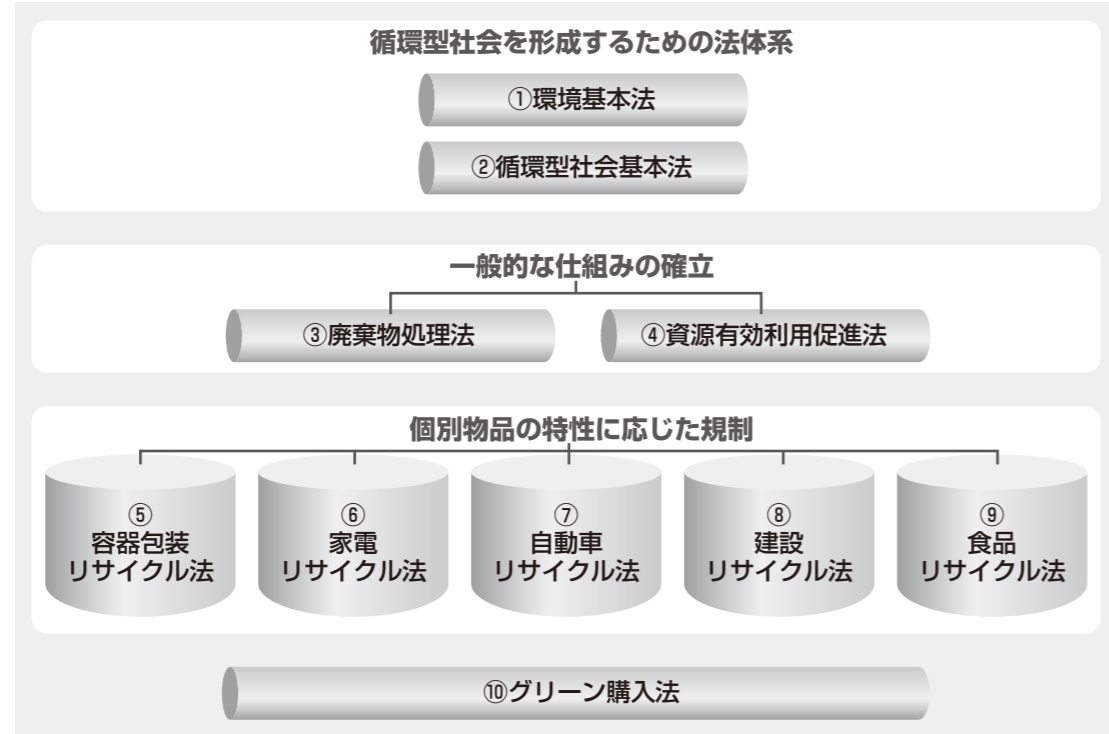 循環型社会を形成するための法体系
①環境基本法
②循環型社会基本法
一般的な仕組みの確立
③廃棄物処理法
④資源有効利用促進法
個別物品の特性に応じた規制
⑤
容器包装
リサイクル法
⑥
家電
リサイクル法
⑦
自動車
リサイクル法
⑧
建設
リサイクル法
⑨
食品
リサイクル法
⑩グリーン購入法